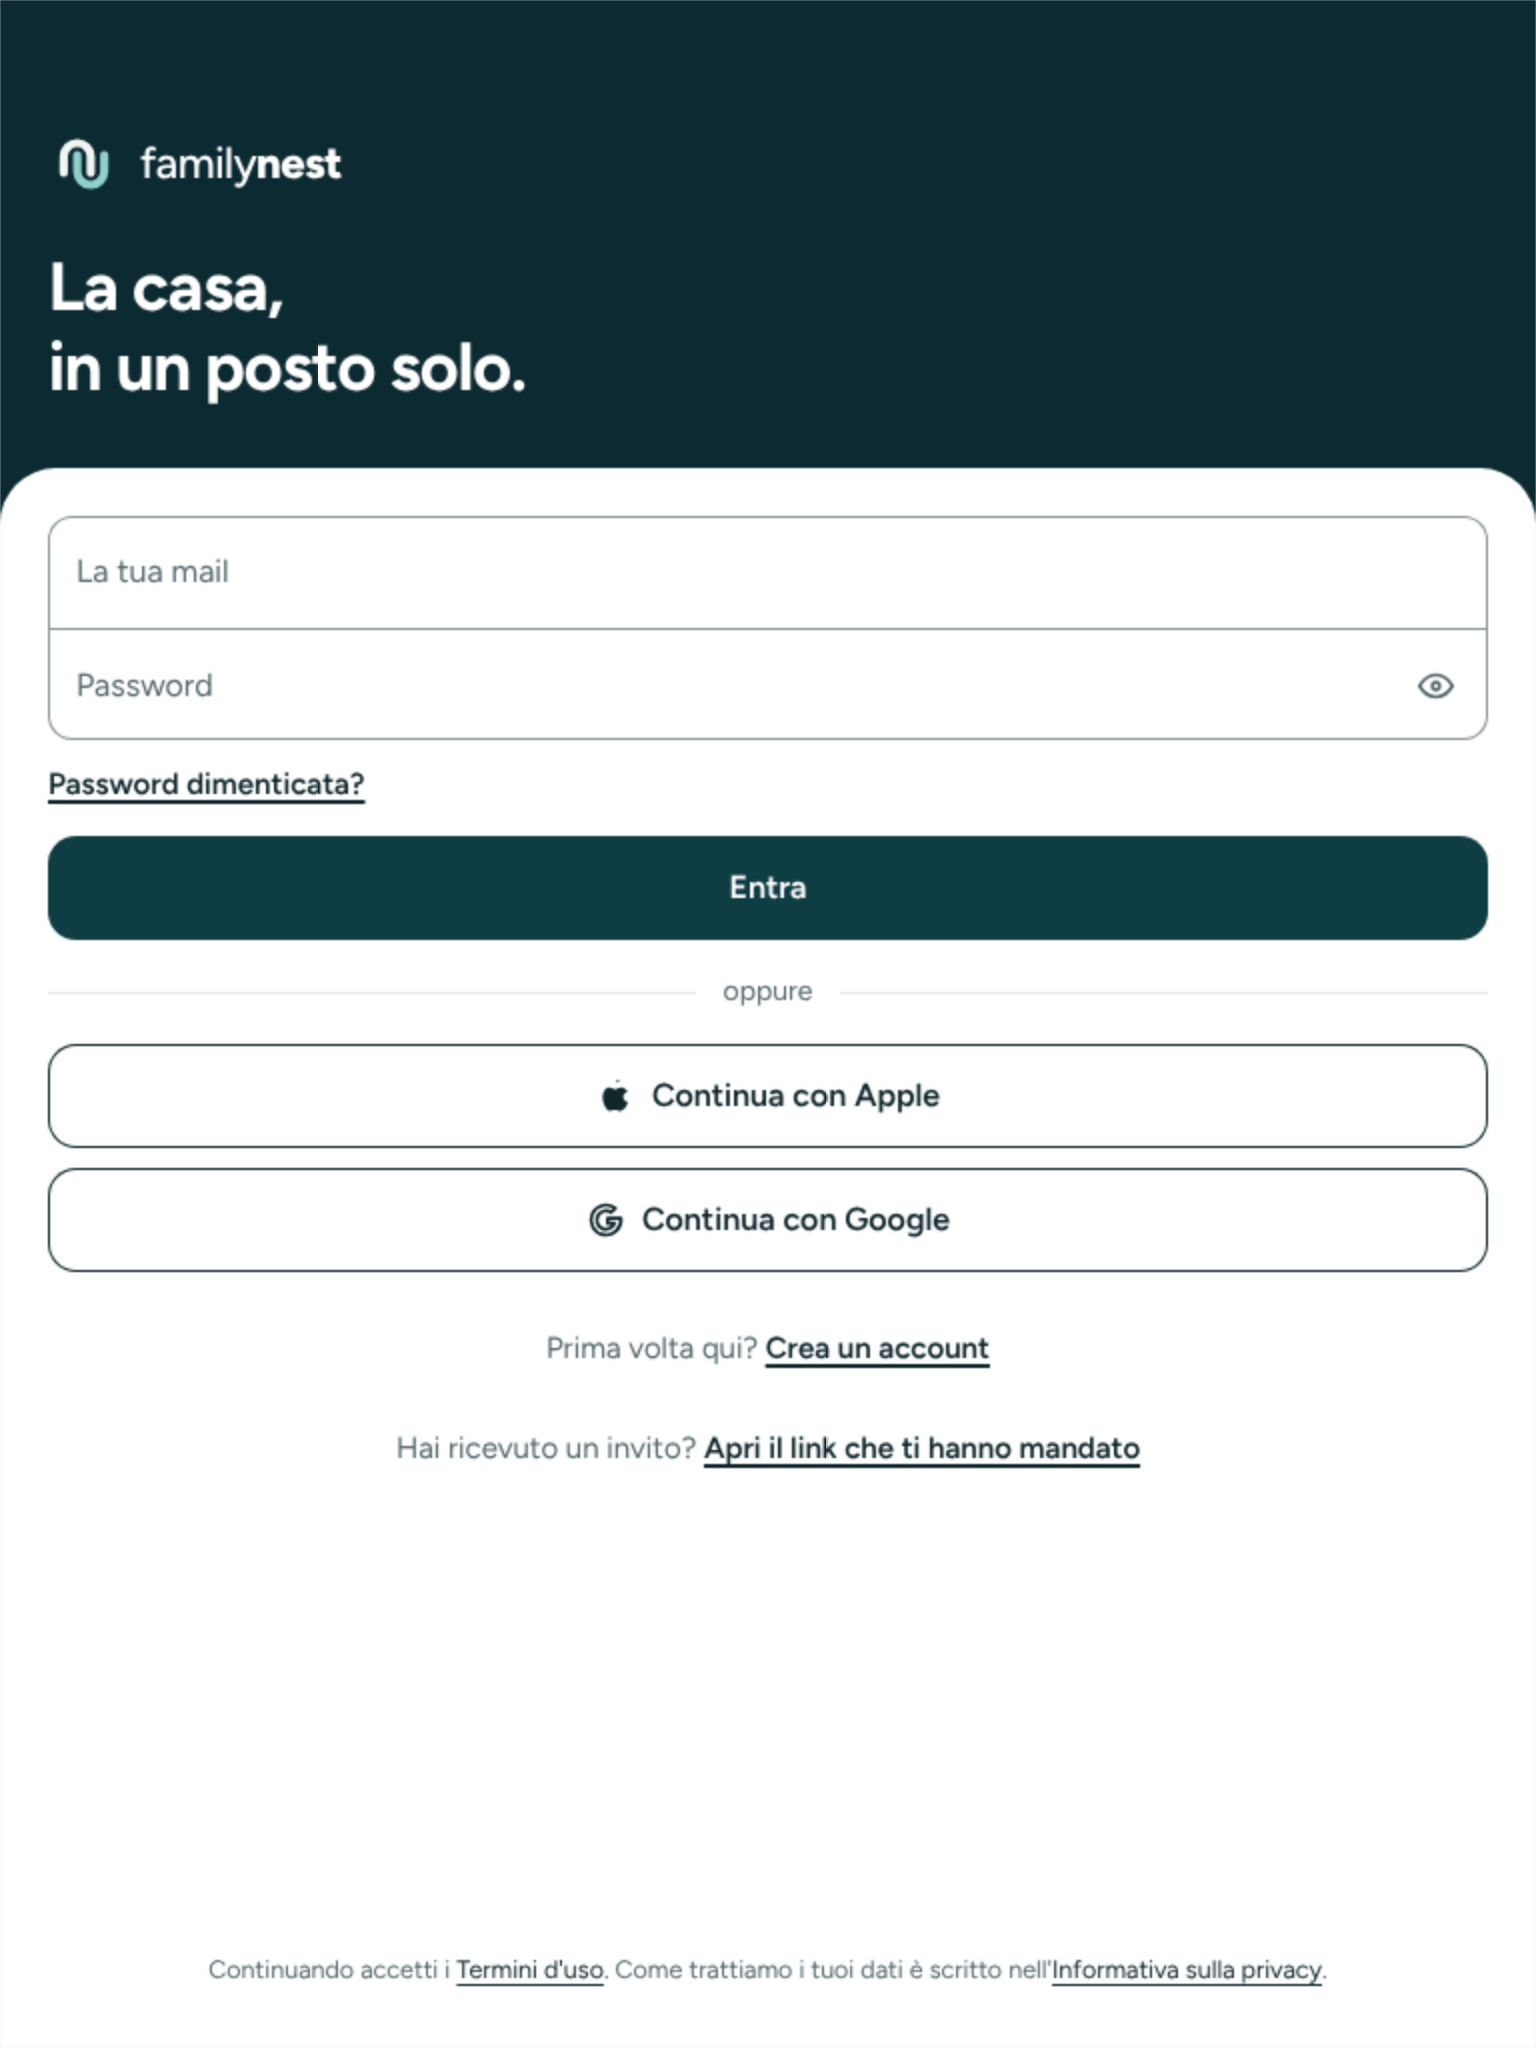 familynest
La casa,
in un posto solo.
La tua mail
Password
Password dimenticata?
Entra
oppure
Continua con Apple
Continua con Google
Prima volta qui? Crea un account
Hai ricevuto un invito? Apri il link che ti hanno mandato
Continuando accetti i Termini d'uso. Come trattiamo i tuoi dati è scritto nell'Informativa sulla privacy.